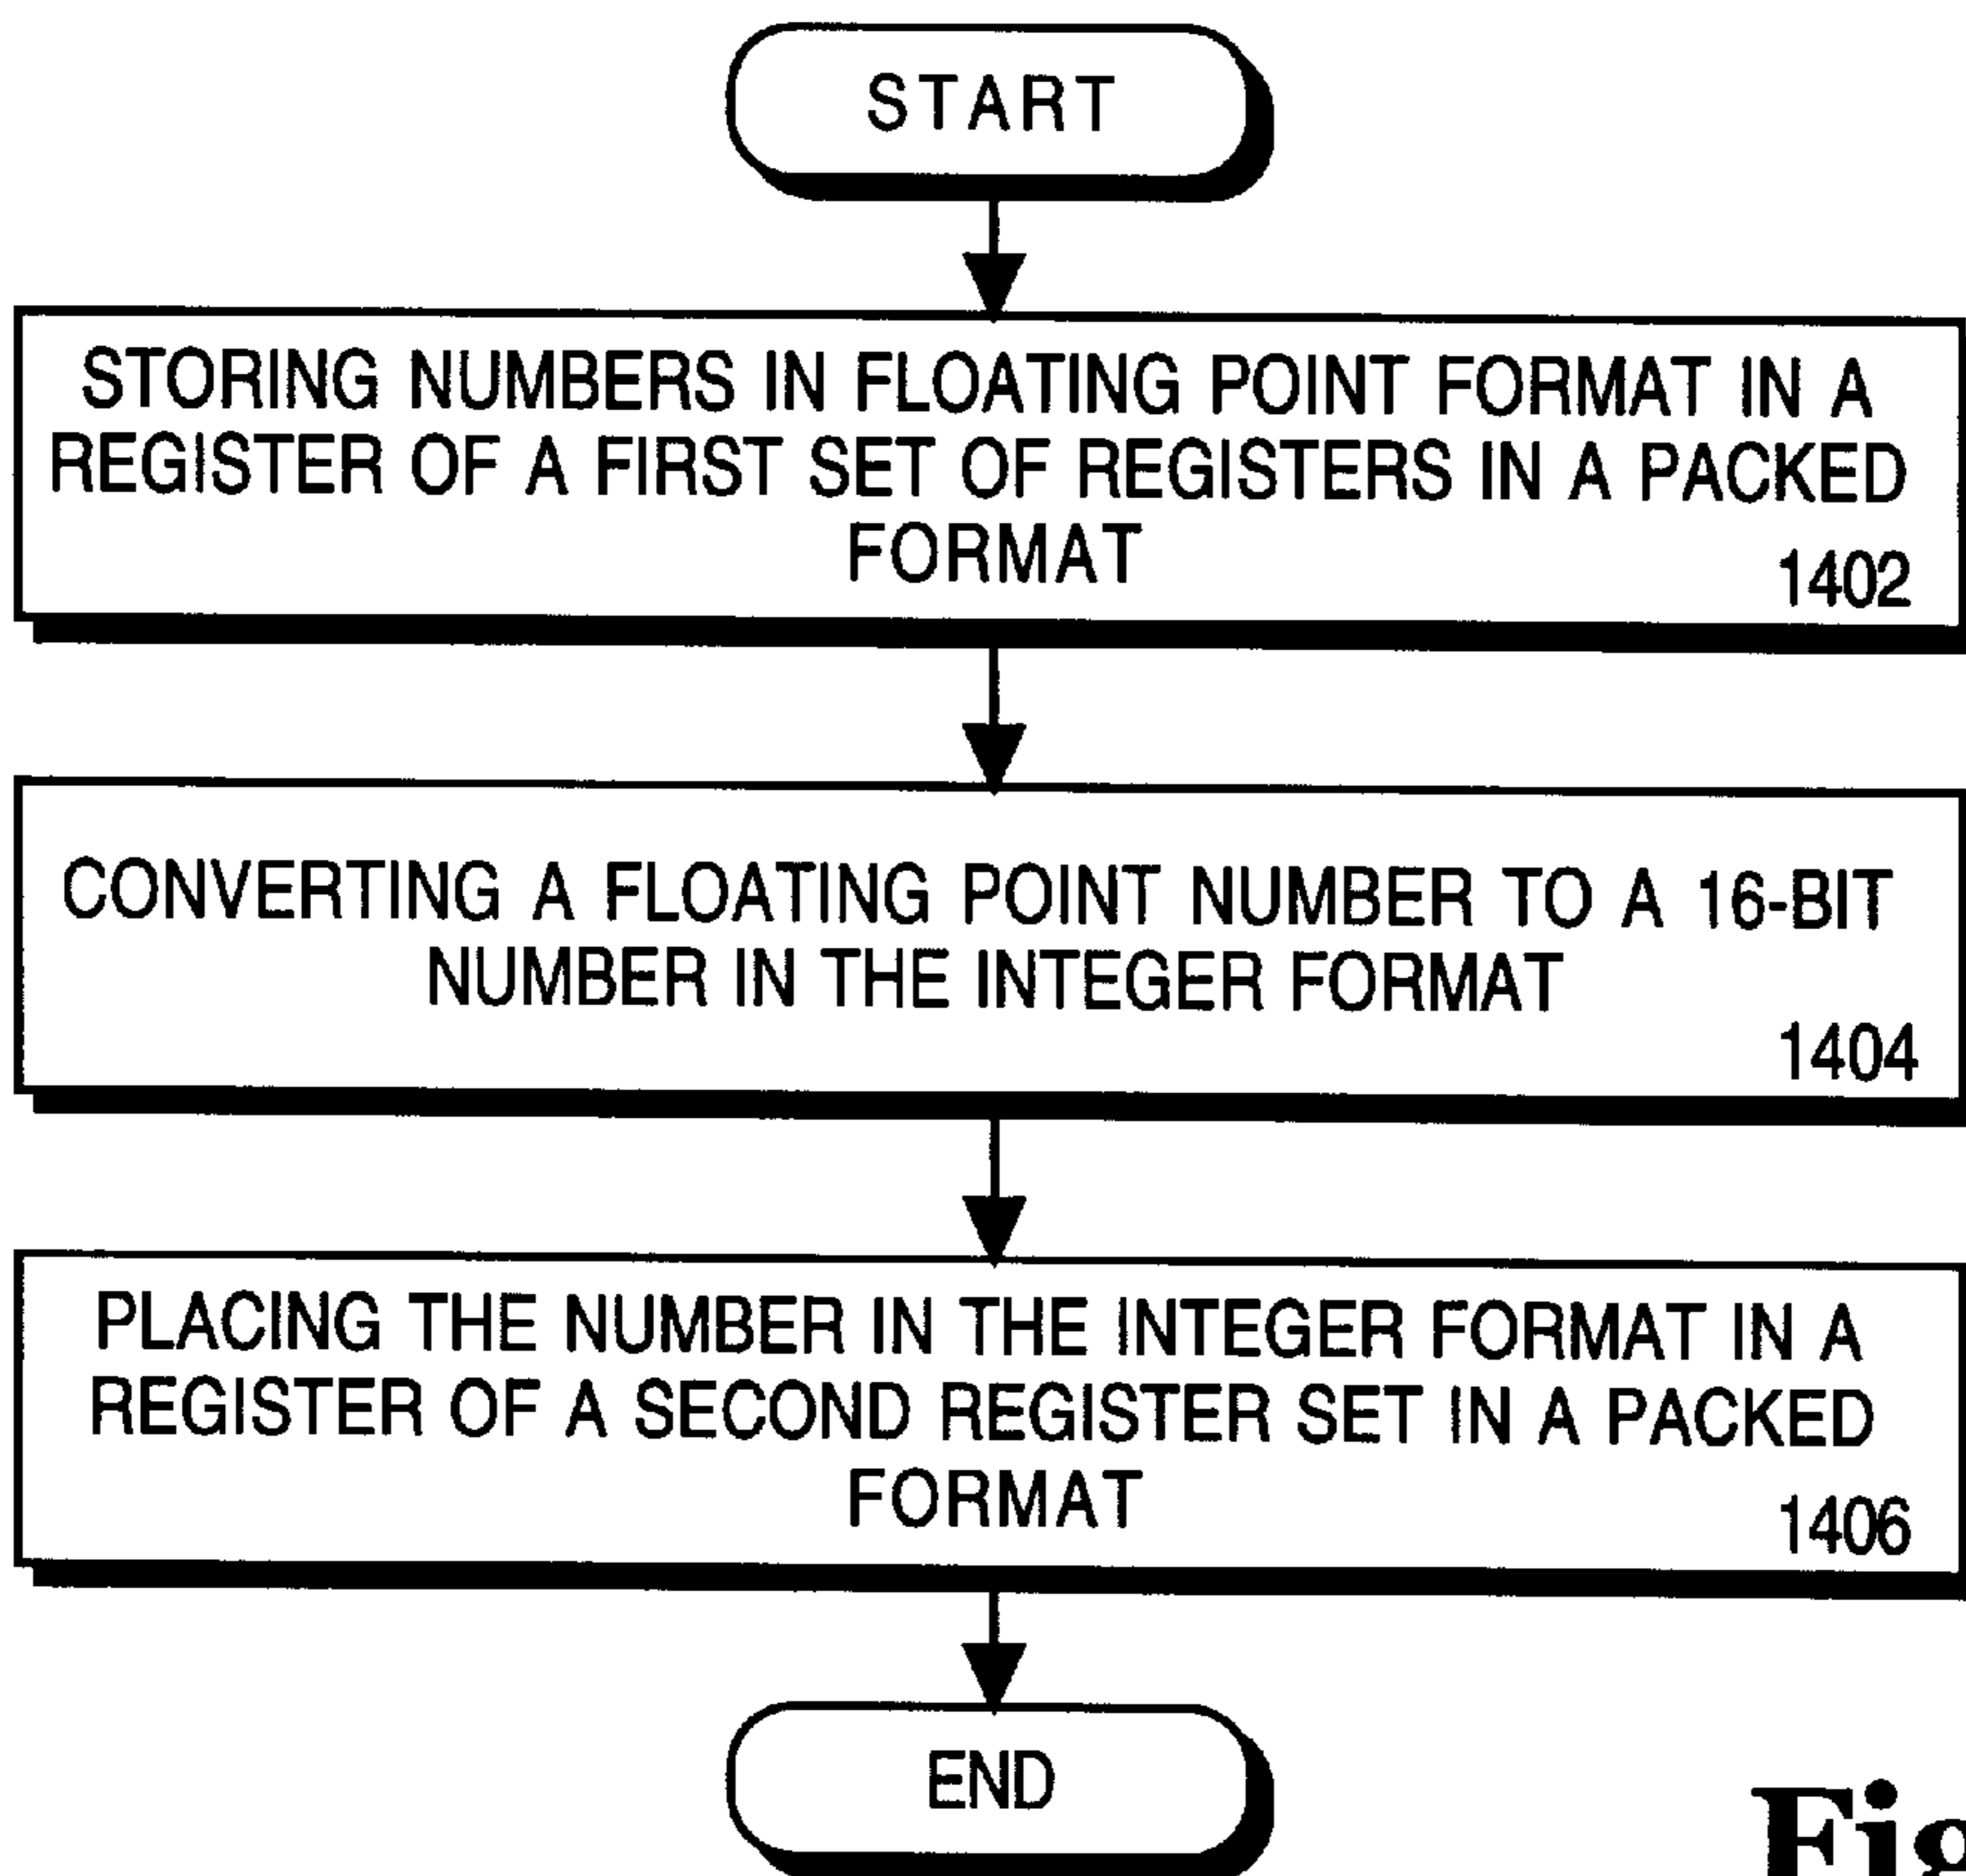 START
STORING NUMBERS IN FLOATING POINT FORMAT IN A
REGISTER OF A FIRST SET OF REGISTERS IN A PACKED
FORMAT
1402
CONVERTING A FLOATING POINT NUMBER TO A 16-BIT
NUMBER IN THE INTEGER FORMAT
1404
PLACING THE NUMBER IN THE INTEGER FORMAT IN A
REGISTER OF A SECOND REGISTER SET IN A PACKED
FORMAT
1406
END
Fig